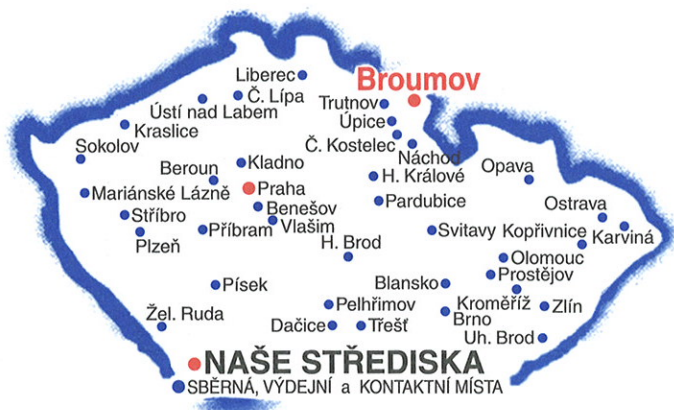 Liberec
Broumov
Č. Lípa
Trutnov
Ústí nad Labem
Úpice
Kraslice
Č. Kostelec
Sokolov
Náchod
Kladno
Opava
Beroun
H. Králové
Praha
Mariánské Lázně
Pardubice
Benešov
Ostrava
Stříbro
Vlašim
Svitavy
Kopřivnice
Příbram
Karviná
Plzeň
H. Brod
Olomouc
Prostějov
Písek
Blansko
Pelhřimov
Kroměříž
Zlín
Žel. Ruda
Brno
Dačice
Třešť
Uh. Brod
NAŠE STŘEDISKA
SBĚRNÁ, VÝDEJNÍ a KONTAKTNÍ MÍSTA